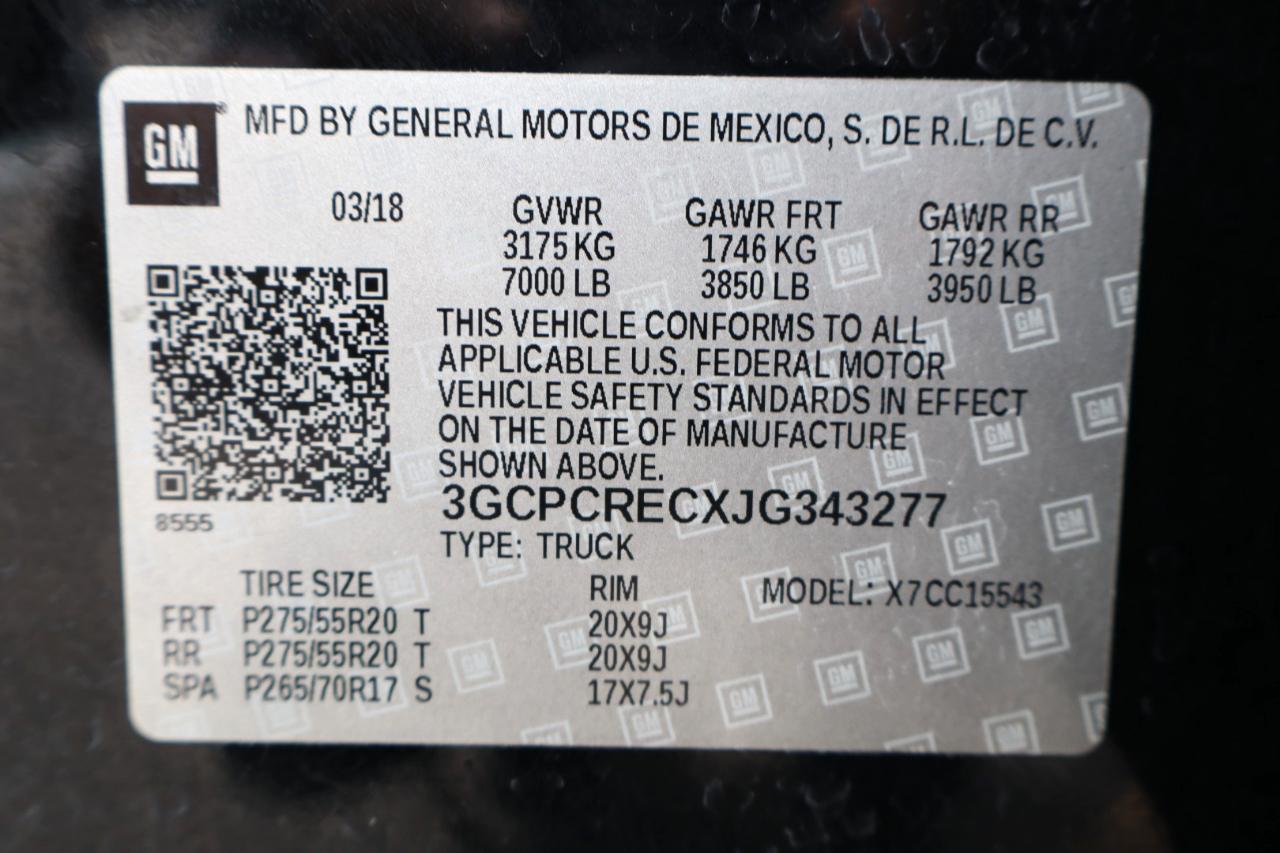 GM® MFD BY GENERAL MOTORS DE MEXICO, S. DE R.L. DE C.V.
03/18 GVWR GAWR FRT GAWR RR
3175 KG 1746 KG 1792 KG
7000 LB 3850 LB 3950 LB
THIS VEHICLE CONFORMS TO ALL
APPLICABLE U.S. FEDERAL MOTOR
VEHICLE SAFETY STANDARDS IN EFFECT
ON THE DATE OF MANUFACTURE
SHOWN ABOVE.
3GCPCRECXJG343277
8555
TYPE: TRUCK
TIRE SIZE RIM MODEL: X7CC15543
FRT P275/55R20 T 20X9J
RR P275/55R20 T 20X9J
SPA P265/70R17 S 17X7.5J